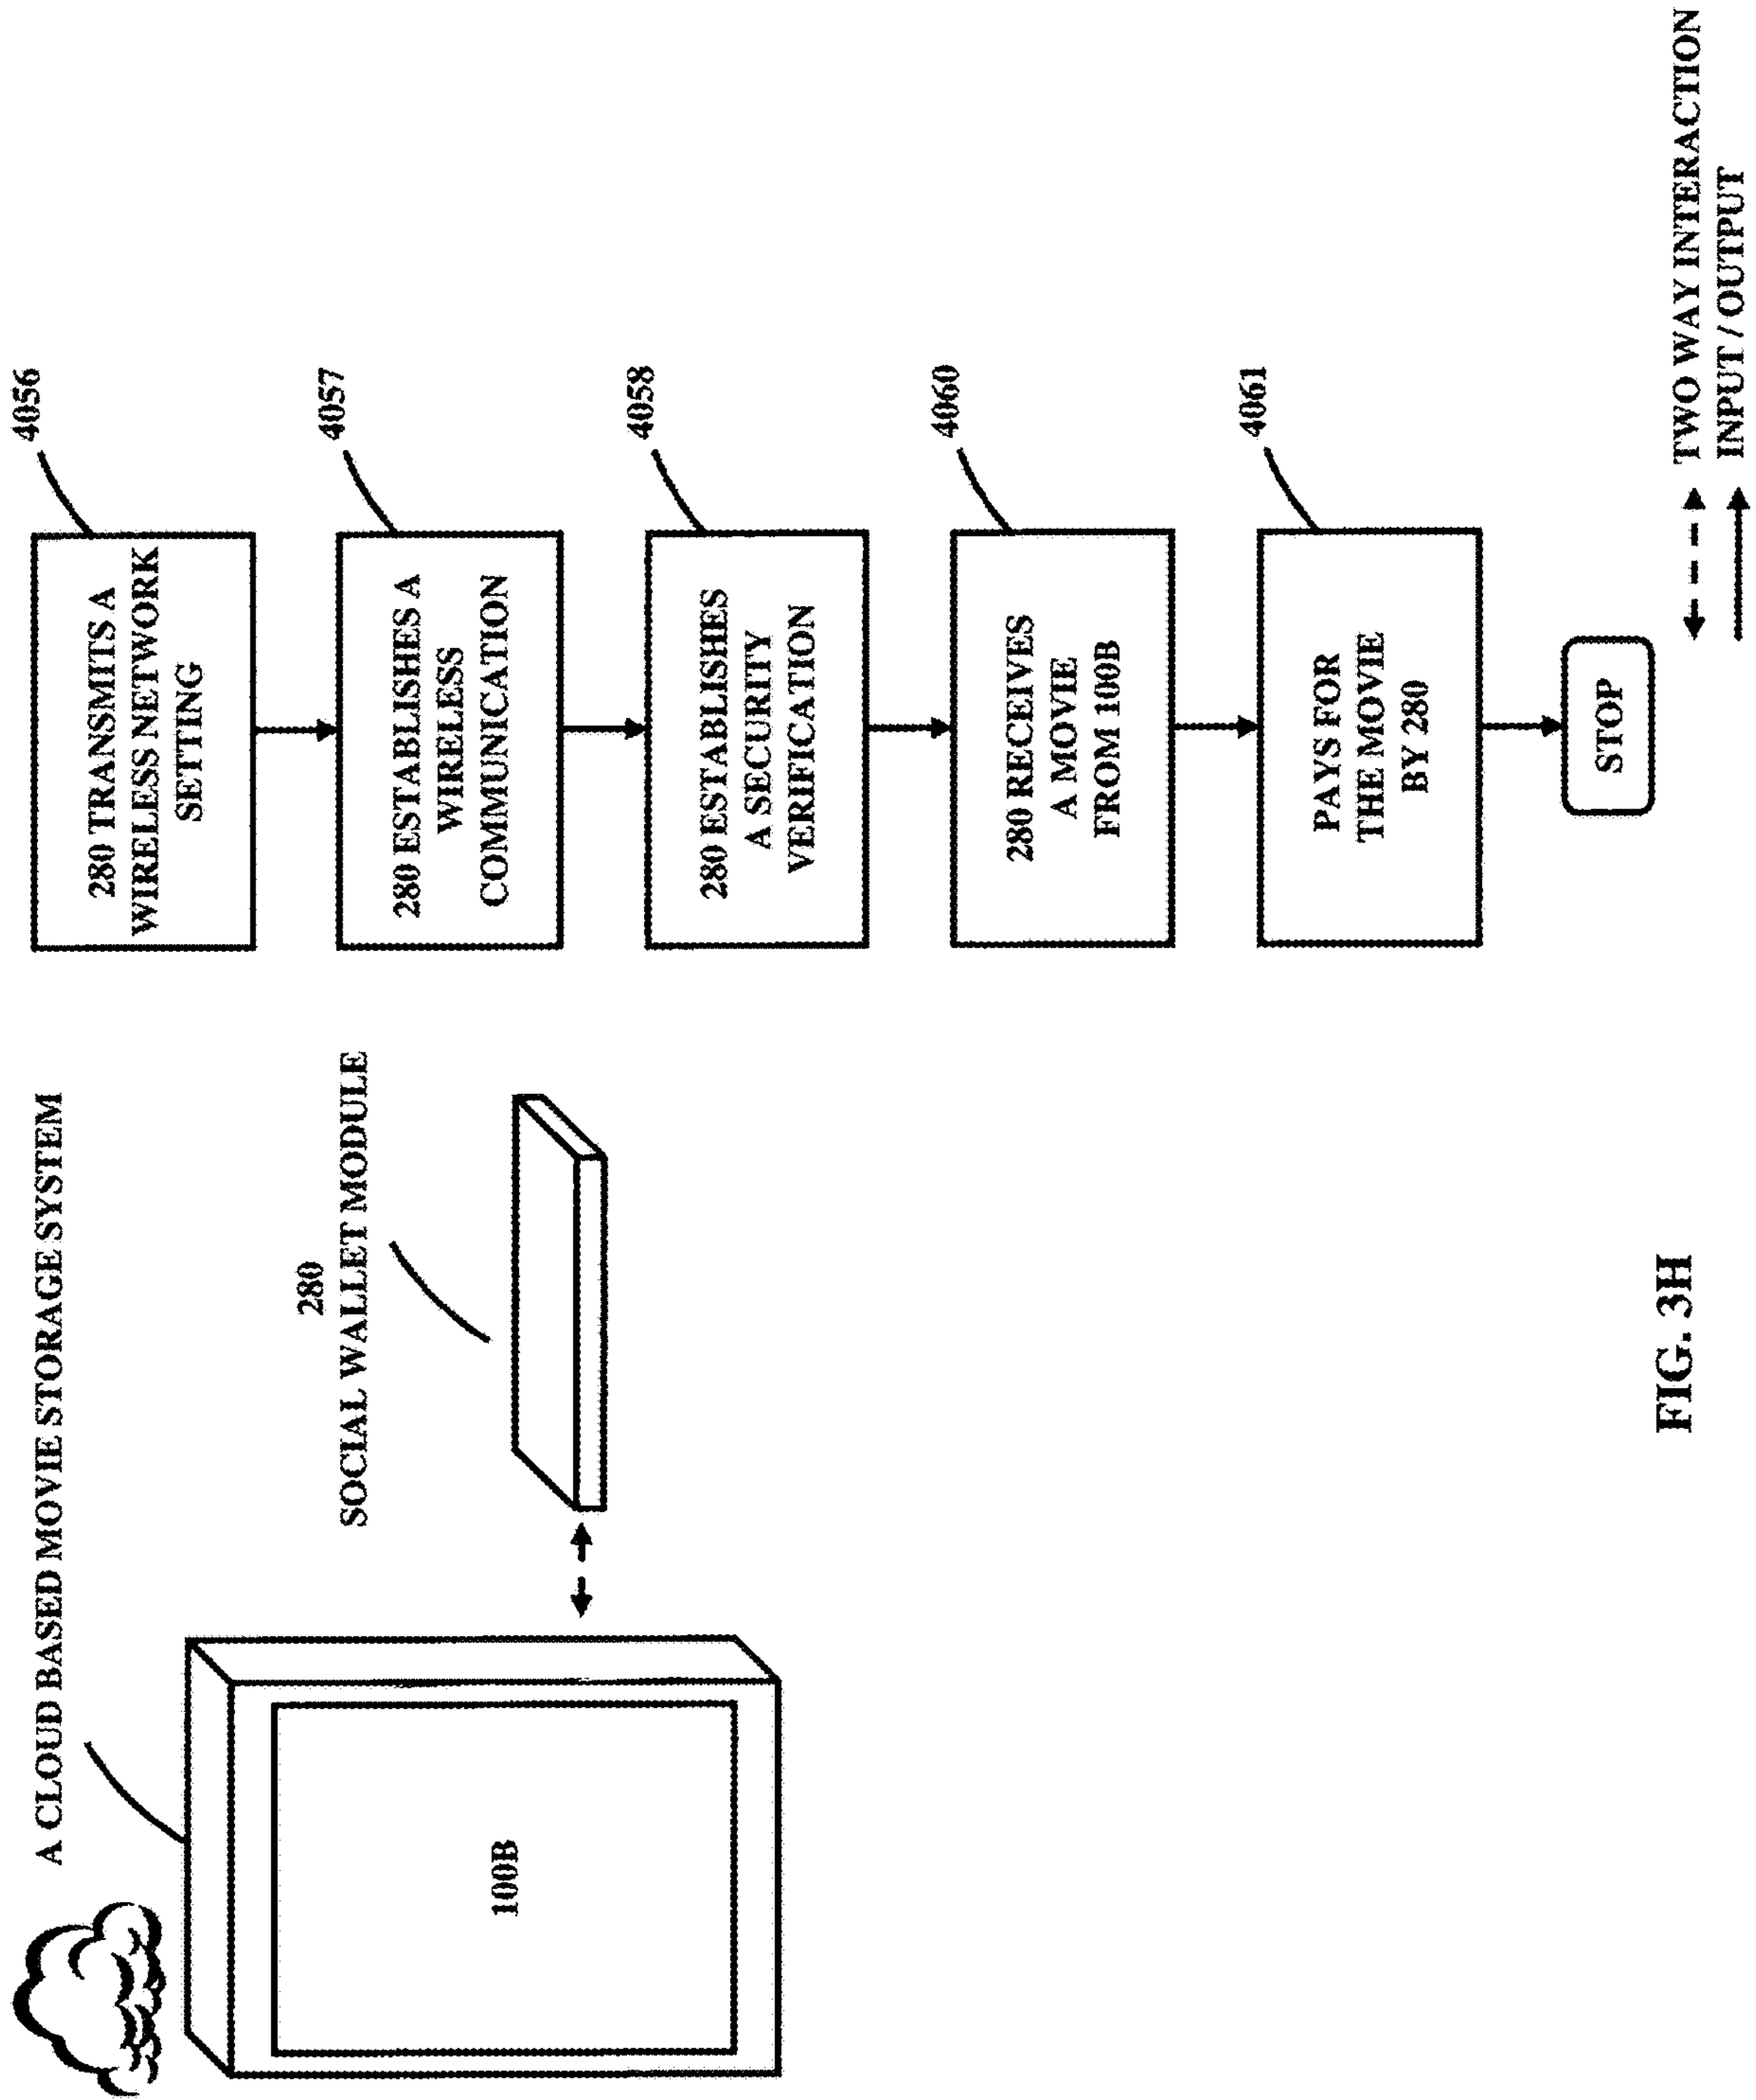 A CLOUD BASED MOVIE STORAGE SYSTEM
100B
280
SOCIAL WALLET MODULE
4056
280 TRANSMITS A
WIRELESS NETWORK
SETTING
4057
280 ESTABLISHES A
WIRELESS
COMMUNICATION
4058
280 ESTABLISHES
A SECURITY
VERIFICATION
4060
280 RECEIVES
A MOVIE
FROM 100B
4061
PAYS FOR
THE MOVIE
BY 280
STOP
TWO WAY INTERACTION
INPUT / OUTPUT
FIG. 3H